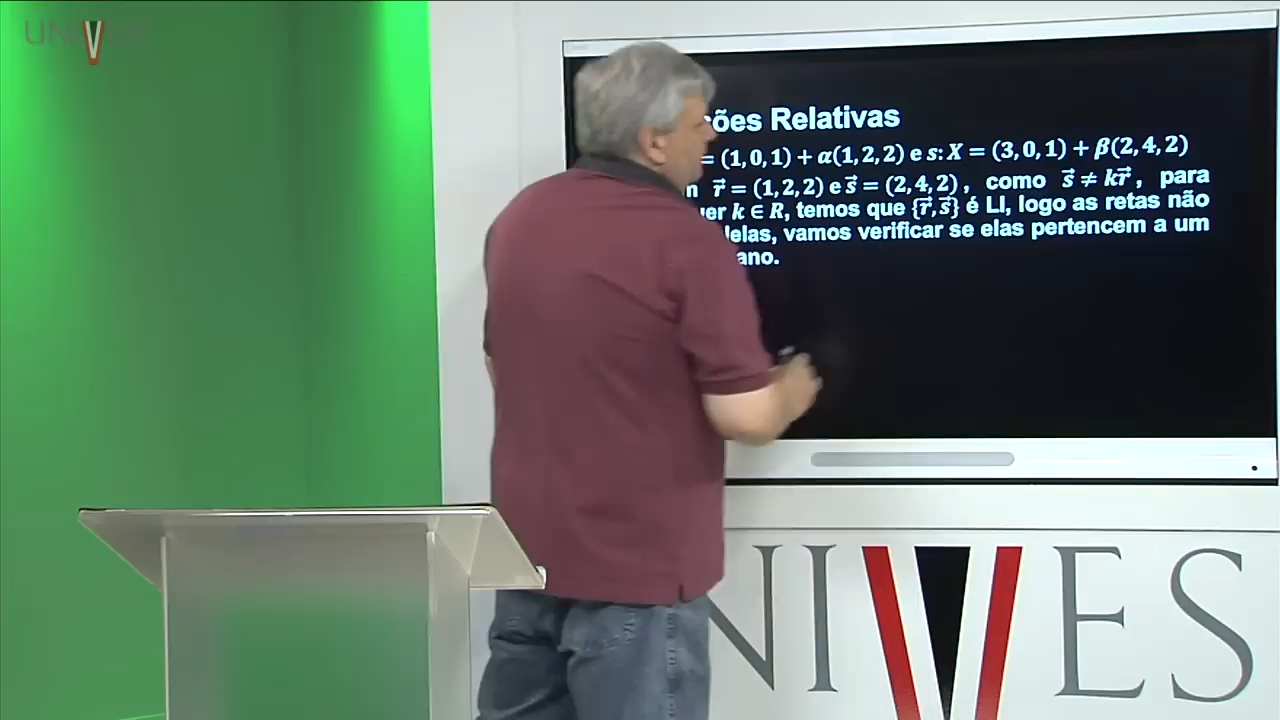 UNIVESP
ões Relativas
= (1, 0, 1) + α(1, 2, 2) e s: X = (3, 0, 1) + β(2, 4, 2)
n r⃗ = (1, 2, 2) e s⃗ = (2, 4, 2) , como s⃗ ≠ kr⃗ , para
uer k ∈ R, temos que {r⃗, s⃗} é LI, logo as retas não
lelas, vamos verificar se elas pertencem a um
ano.
NIVES